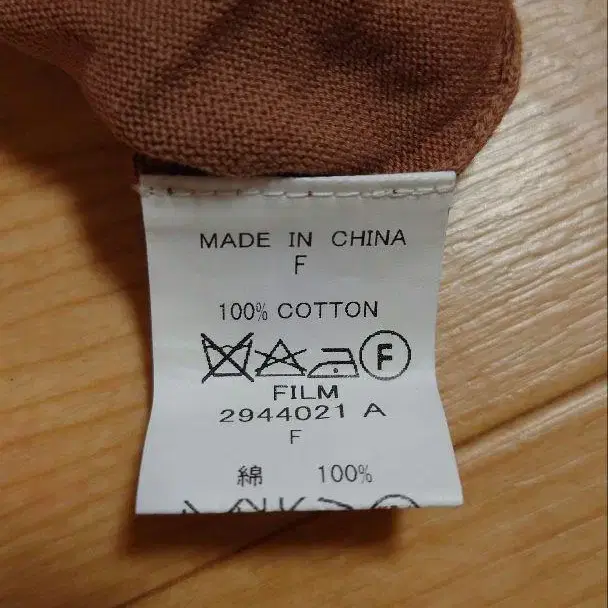 MADE IN CHINA
F
100% COTTON
F
FILM
2944021 A
F
綿 100%